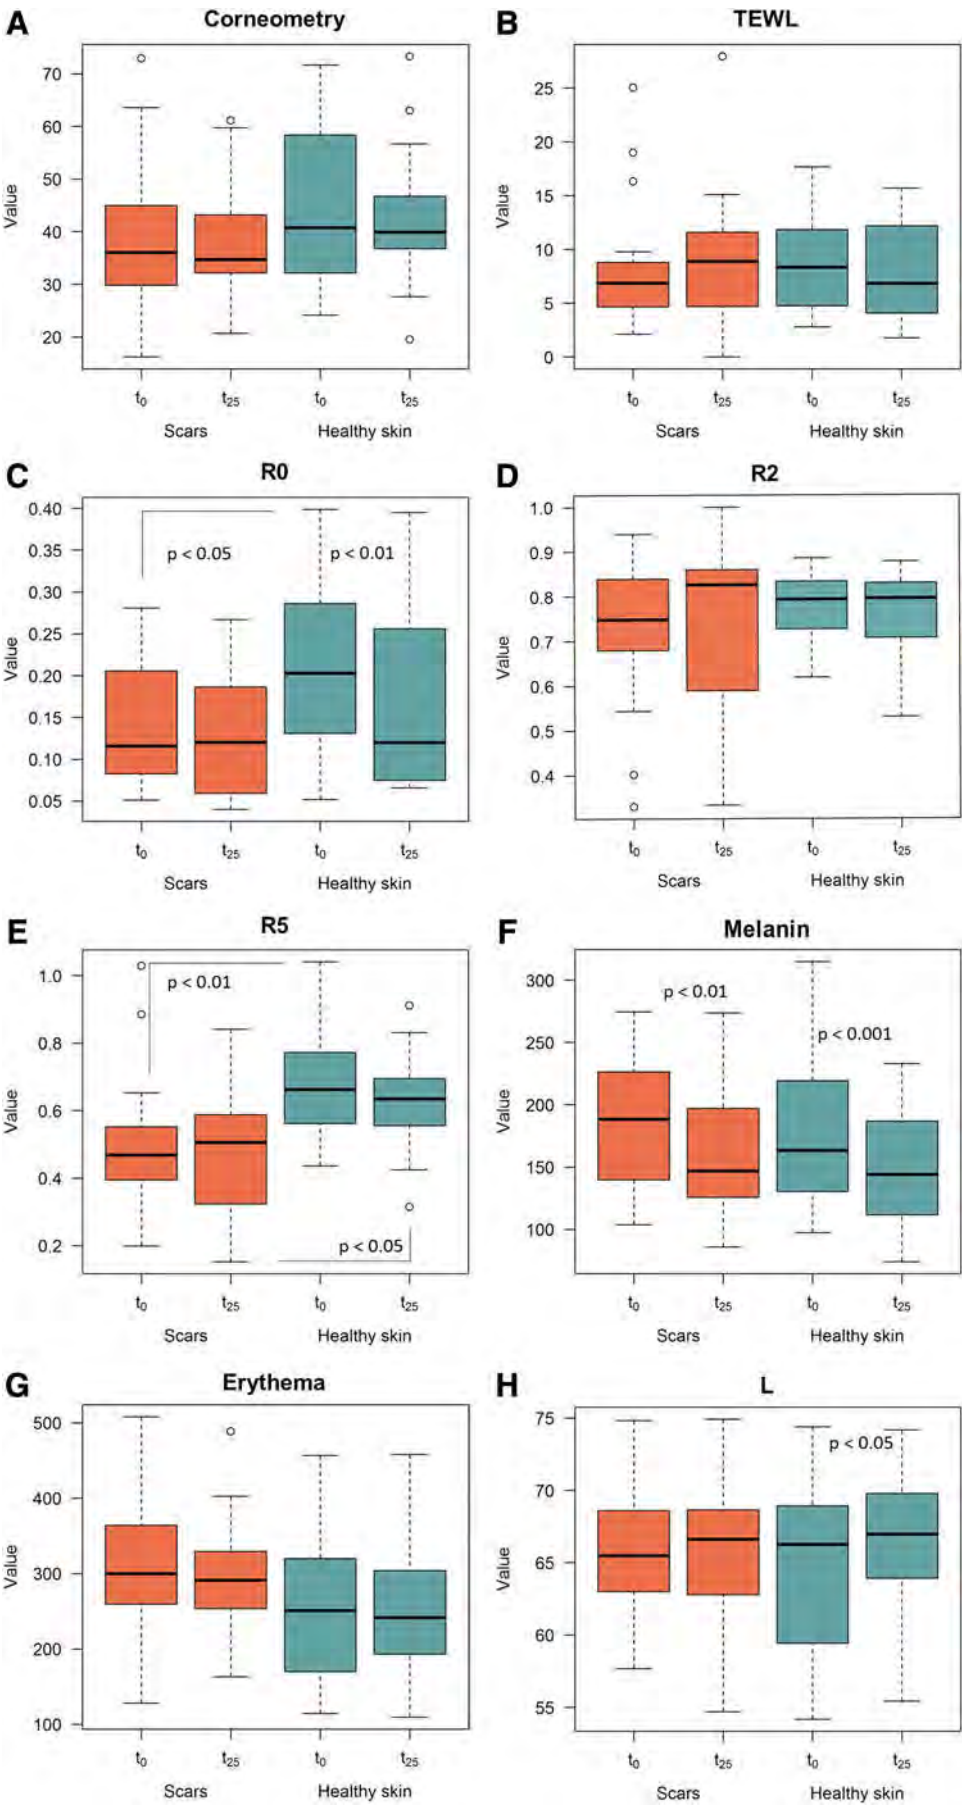 A Corneometry
Value
70
60
50
40
30
20
t0 t25 t0 t25
Scars Healthy skin
B TEWL
Value
25
20
15
10
5
0
t0 t25 t0 t25
Scars Healthy skin
C R0
Value
0.40
0.35
0.30
0.25
0.20
0.15
0.10
0.05
p < 0.05 p < 0.01
t0 t25 t0 t25
Scars Healthy skin
D R2
Value
1.0
0.9
0.8
0.7
0.6
0.5
0.4
t0 t25 t0 t25
Scars Healthy skin
E R5
Value
1.0
0.8
0.6
0.4
0.2
p < 0.01
p < 0.05
t0 t25 t0 t25
Scars Healthy skin
F Melanin
Value
300
250
200
150
100
p < 0.01
p < 0.001
t0 t25 t0 t25
Scars Healthy skin
G Erythema
Value
500
400
300
200
100
t0 t25 t0 t25
Scars Healthy skin
H L
Value
75
70
65
60
55
p < 0.05
t0 t25 t0 t25
Scars Healthy skin